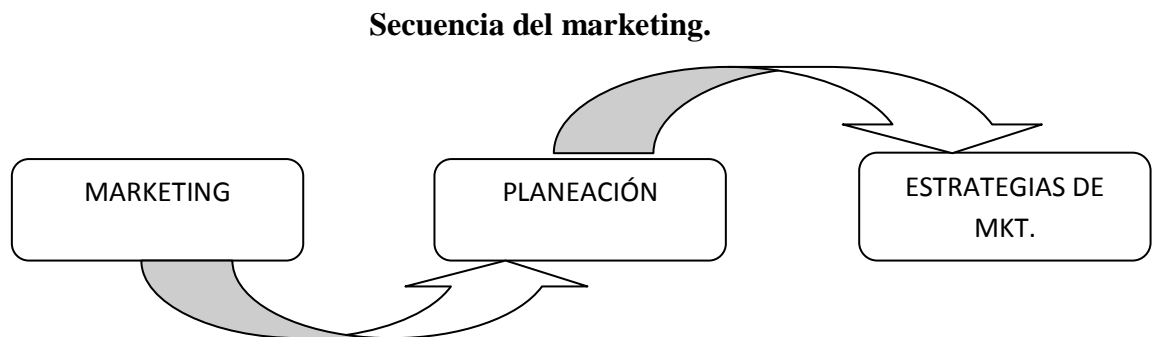 Secuencia del marketing.
MARKETING
PLANEACIÓN
ESTRATEGIAS DE
MKT.